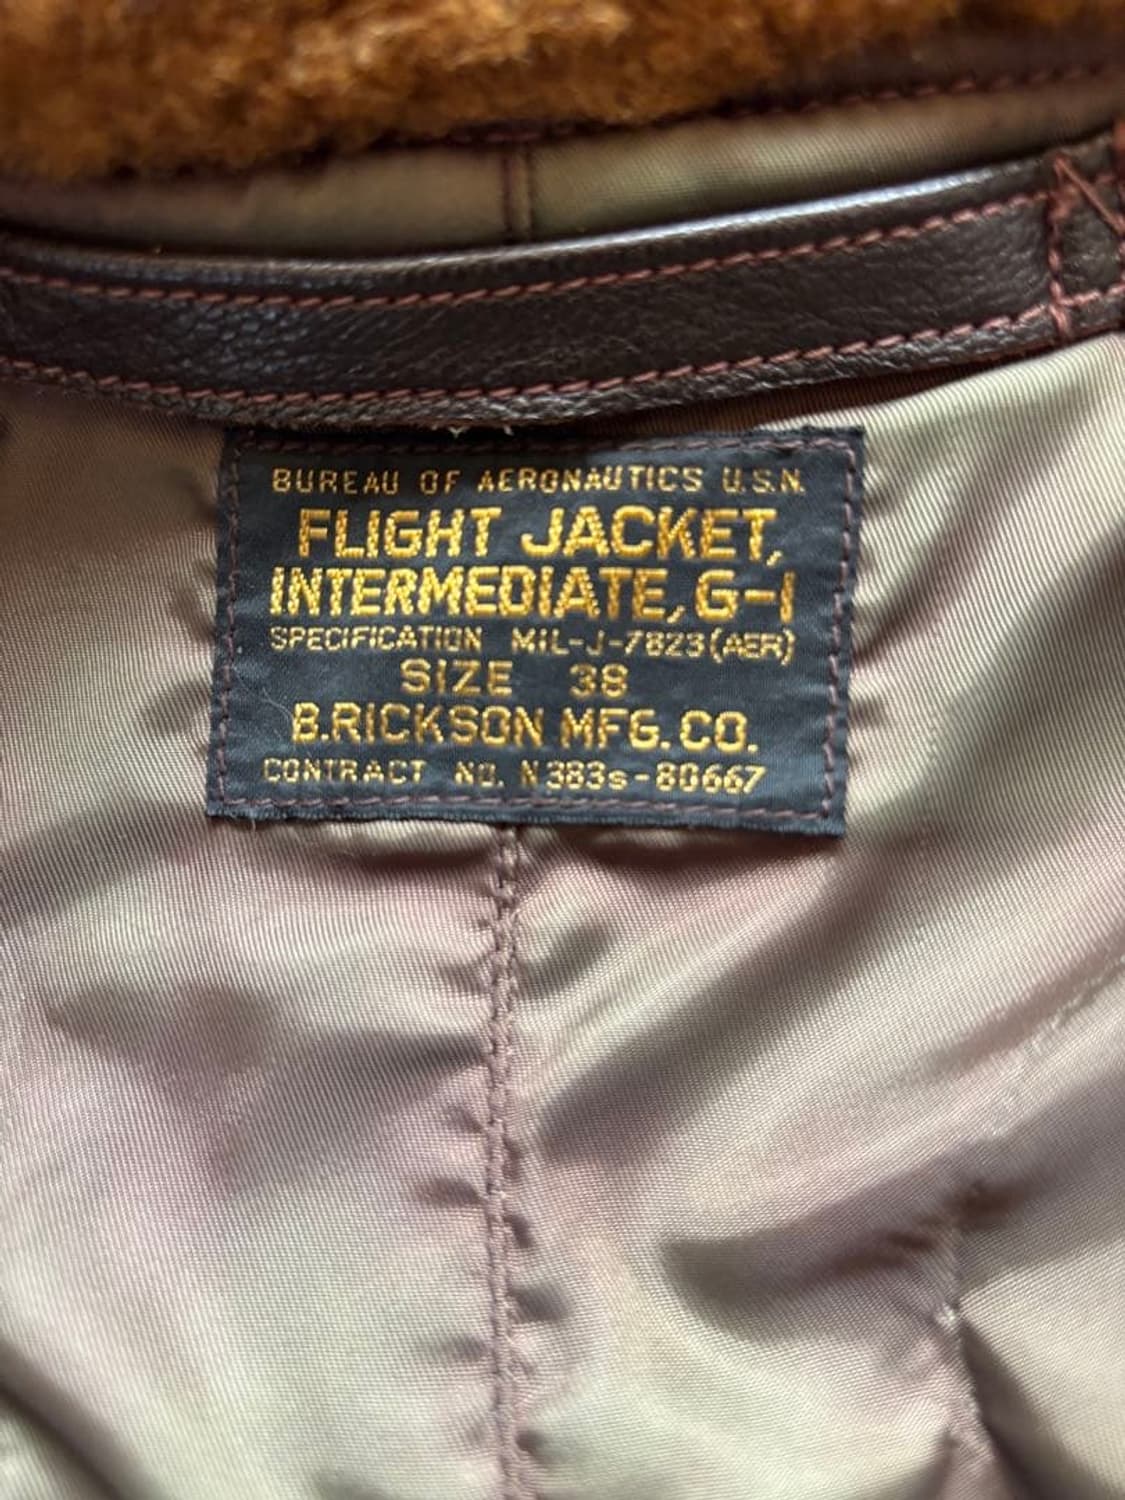 BUREAU OF AERONAUTICS U.S.N.
FLIGHT JACKET,
INTERMEDIATE, G-1
SPECIFICATION MIL-J-7823(AER)
SIZE 38
B.RICKSON MFG. CO.
CONTRACT NO. N383s-80667